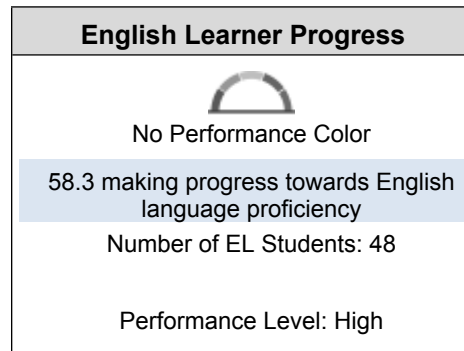 English Learner Progress
No Performance Color
58.3 making progress towards English
language proficiency
Number of EL Students: 48
Performance Level: High